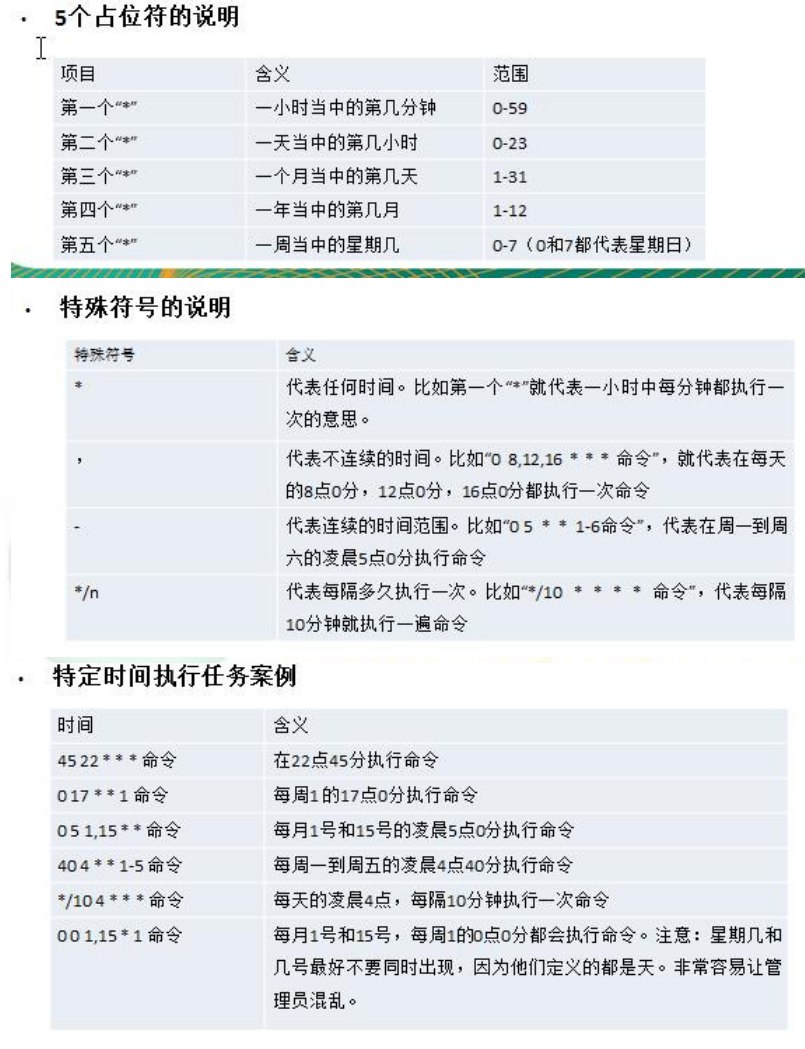 • 5个占位符的说明
项目 含义 范围
第一个“*” 一小时当中的第几分钟 0-59
第二个“*” 一天当中的第几小时 0-23
第三个“*” 一个月当中的第几天 1-31
第四个“*” 一年当中的第几月 1-12
第五个“*” 一周当中的星期几 0-7（0和7都代表星期日）
• 特殊符号的说明
特殊符号 含义
* 代表任何时间。比如第一个“*”就代表一小时中每分钟都执行一
次的意思。
， 代表不连续的时间。比如“0 8,12,16 * * * 命令”，就代表在每天
的8点0分，12点0分，16点0分都执行一次命令
- 代表连续的时间范围。比如“0 5 * * 1-6命令”，代表在周一到周
六的凌晨5点0分执行命令
*/n 代表每隔多久执行一次。比如“*/10 * * * * 命令”，代表每隔
10分钟就执行一遍命令
• 特定时间执行任务案例
时间 含义
45 22 * * * 命令 在22点45分执行命令
0 17 * * 1 命令 每周1的17点0分执行命令
0 5 1,15 * * 命令 每月1号和15号的凌晨5点0分执行命令
40 4 * * 1-5 命令 每周一到周五的凌晨4点40分执行命令
*/10 4 * * * 命令 每天的凌晨4点，每隔10分钟执行一次命令
0 0 1,15 * 1 命令 每月1号和15号，每周1的0点0分都会执行命令。注意：星期几和
几号最好不要同时出现，因为他们定义的都是天。非常容易让管
理员混乱。